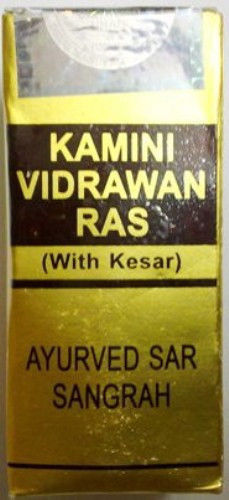 KAMINI
VIDRAWAN
RAS
(With Kesar)
AYURVED SAR
SANGRAH